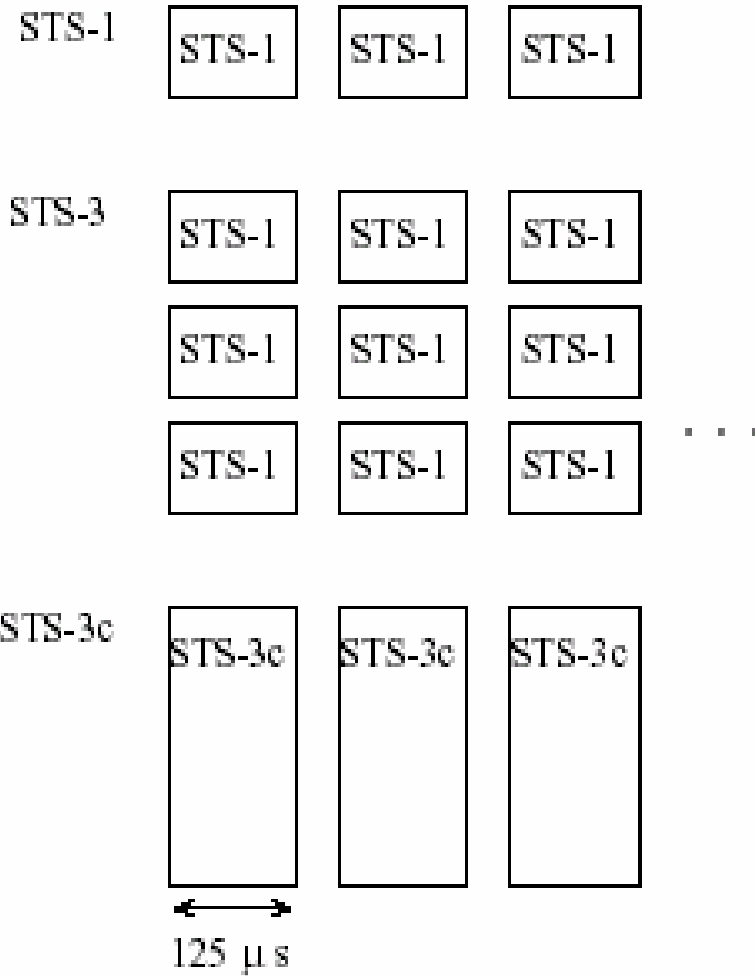 STS-1 STS-1 STS-1 STS-1
STS-3 STS-1 STS-1 STS-1
STS-1 STS-1 STS-1
STS-1 STS-1 STS-1
. . .
STS-3c STS-3c STS-3c STS-3c
125 μ s